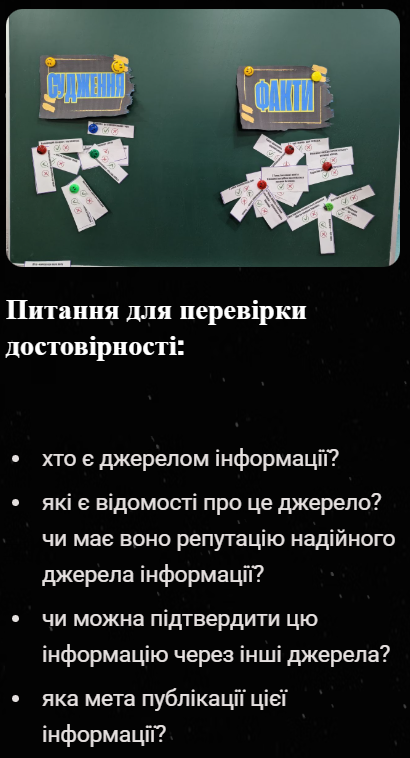 СУДЖЕННЯ
ФАКТИ
Питання для перевірки
достовірності:
хто є джерелом інформації?
які є відомості про це джерело?
чи має воно репутацію надійного
джерела інформації?
чи можна підтвердити цю
інформацію через інші джерела?
яка мета публікації цієї
інформації?